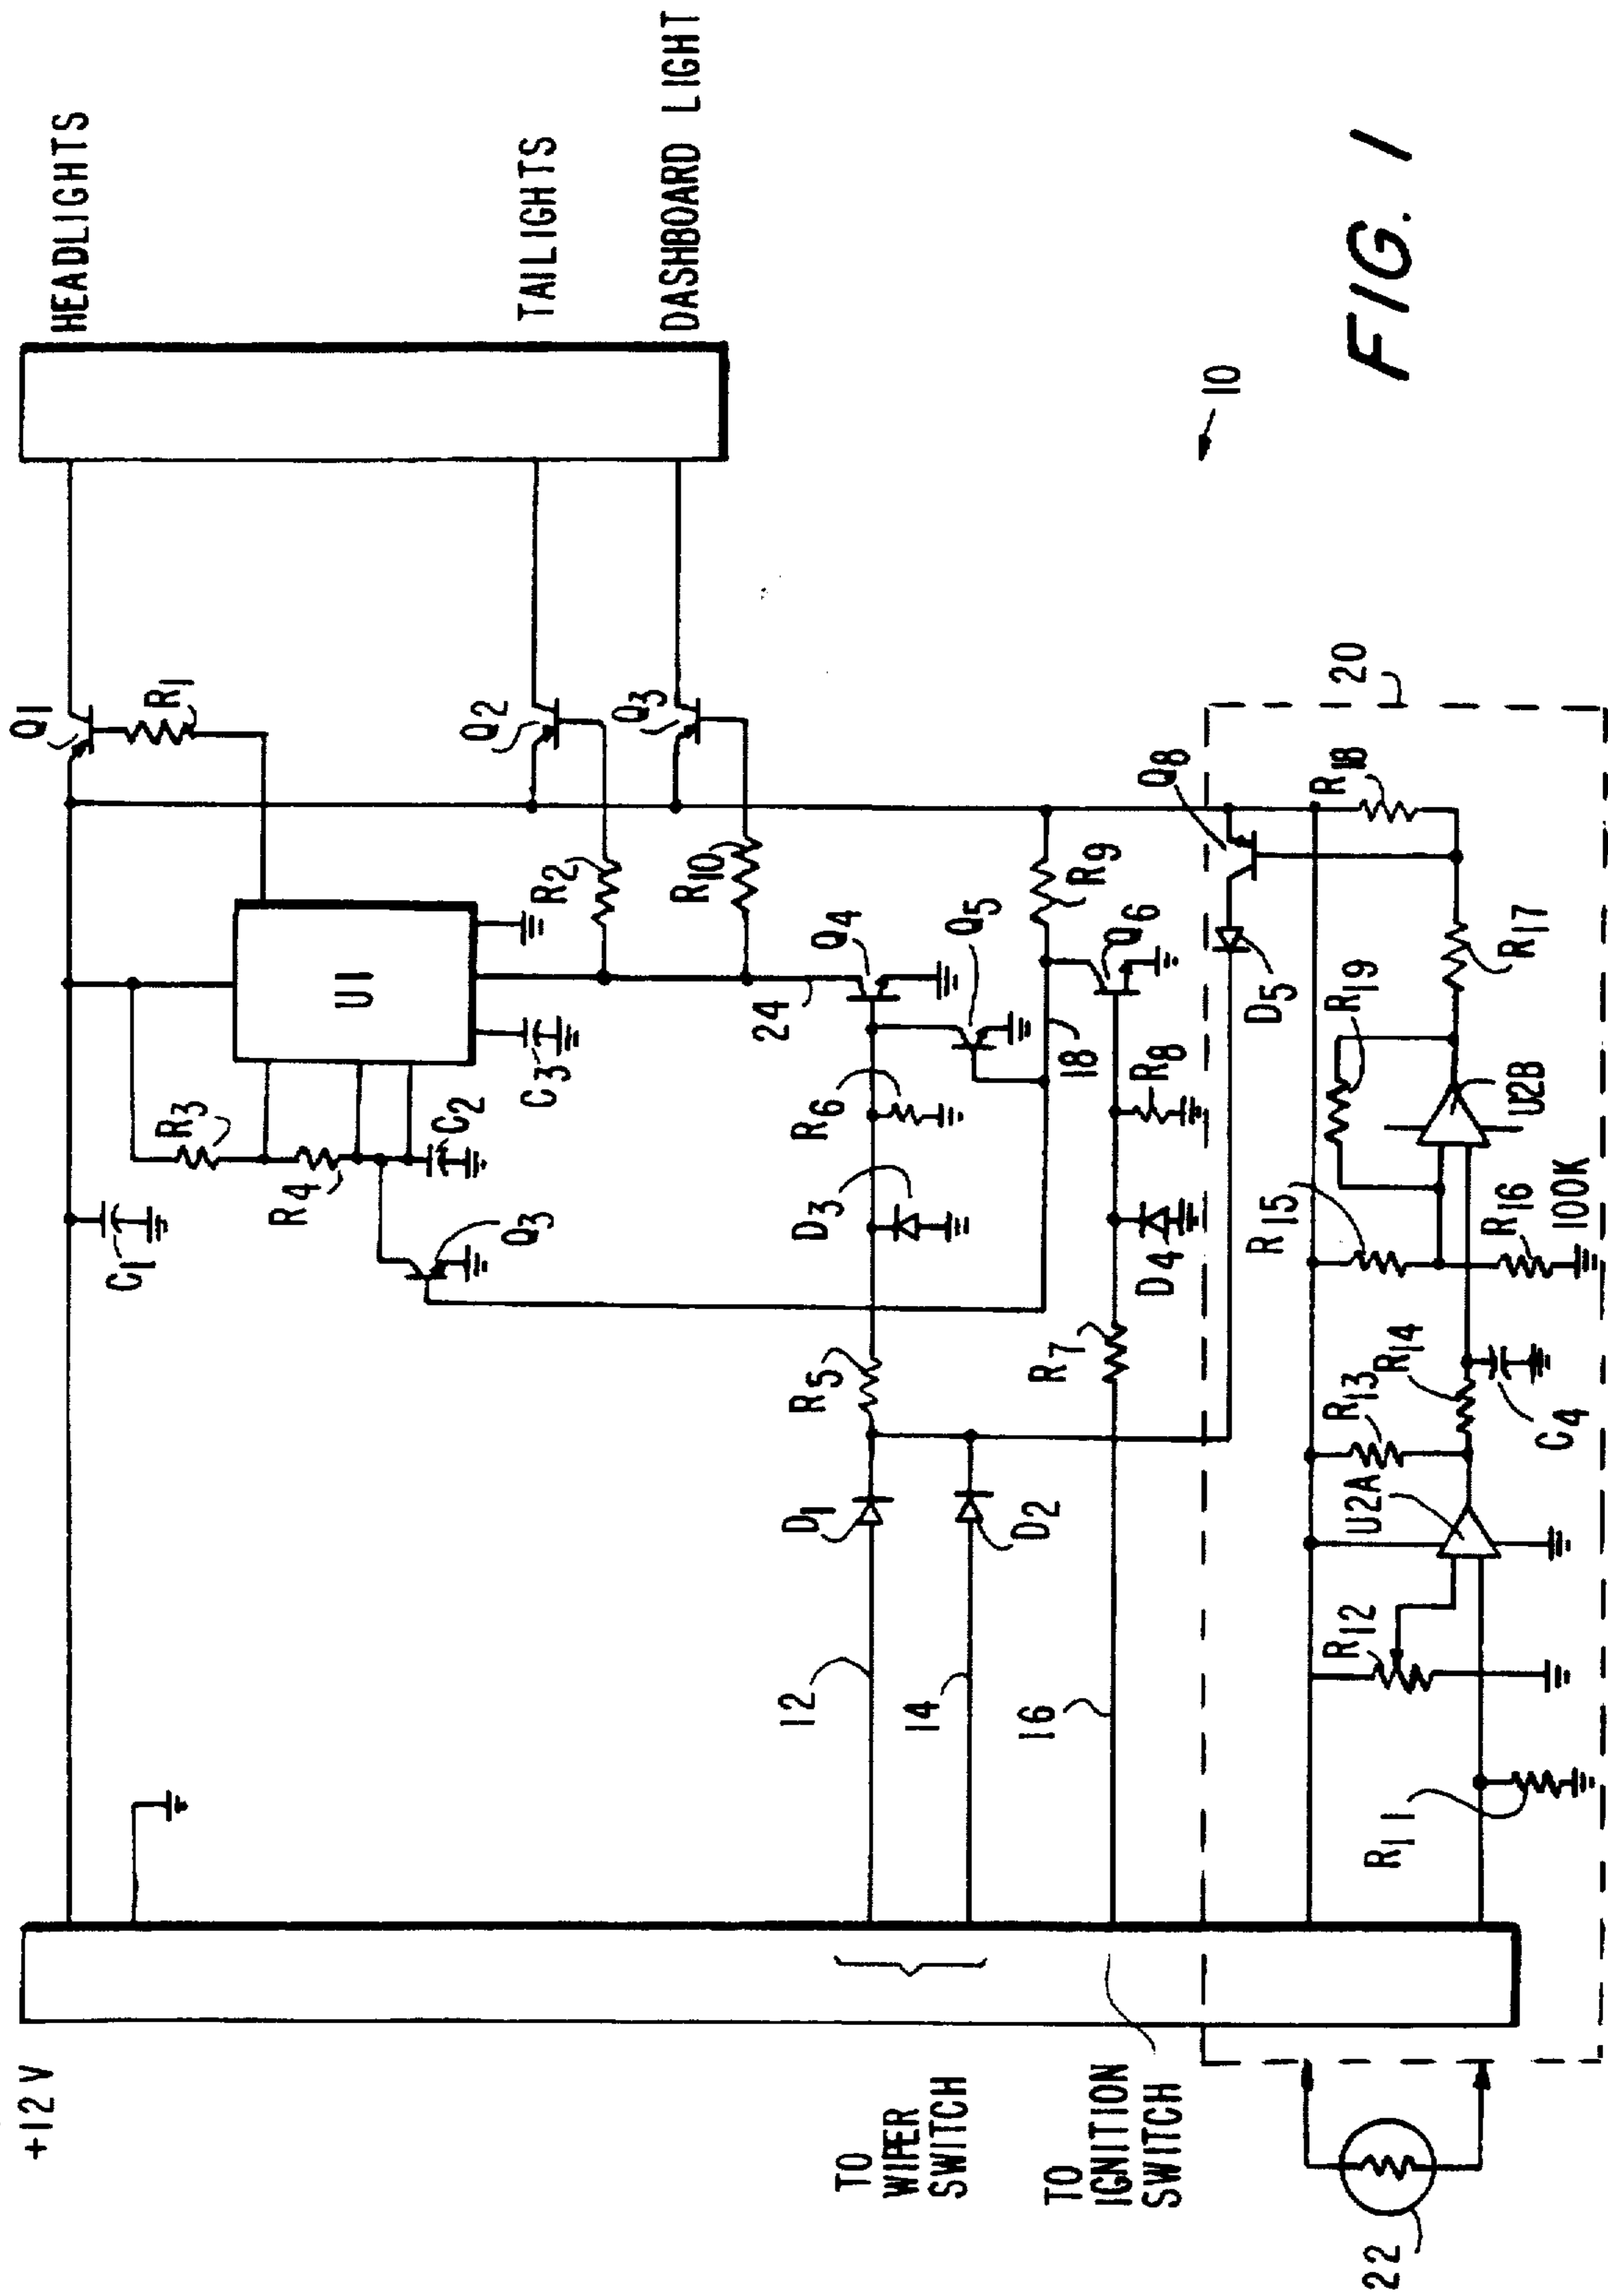 +12 V
HEADLIGHTS
TAILIGHTS
DASHBOARD LIGHT
Q1
R1
C1
R3
R4
U1
C2
C3
Q3
Q2
R2
Q3
R10
24
Q4
Q5
R9
R6
D3
18
Q6
R8
D4
R5
R7
D1
D2
12
14
16
TO
WIPER
SWITCH
TO
IGNITION
SWITCH
10
20
Q8
D5
R18
R17
R19
U2B
R15
R16
100K
R14
R13
C4
U2A
R12
R11
22
FIG. 1